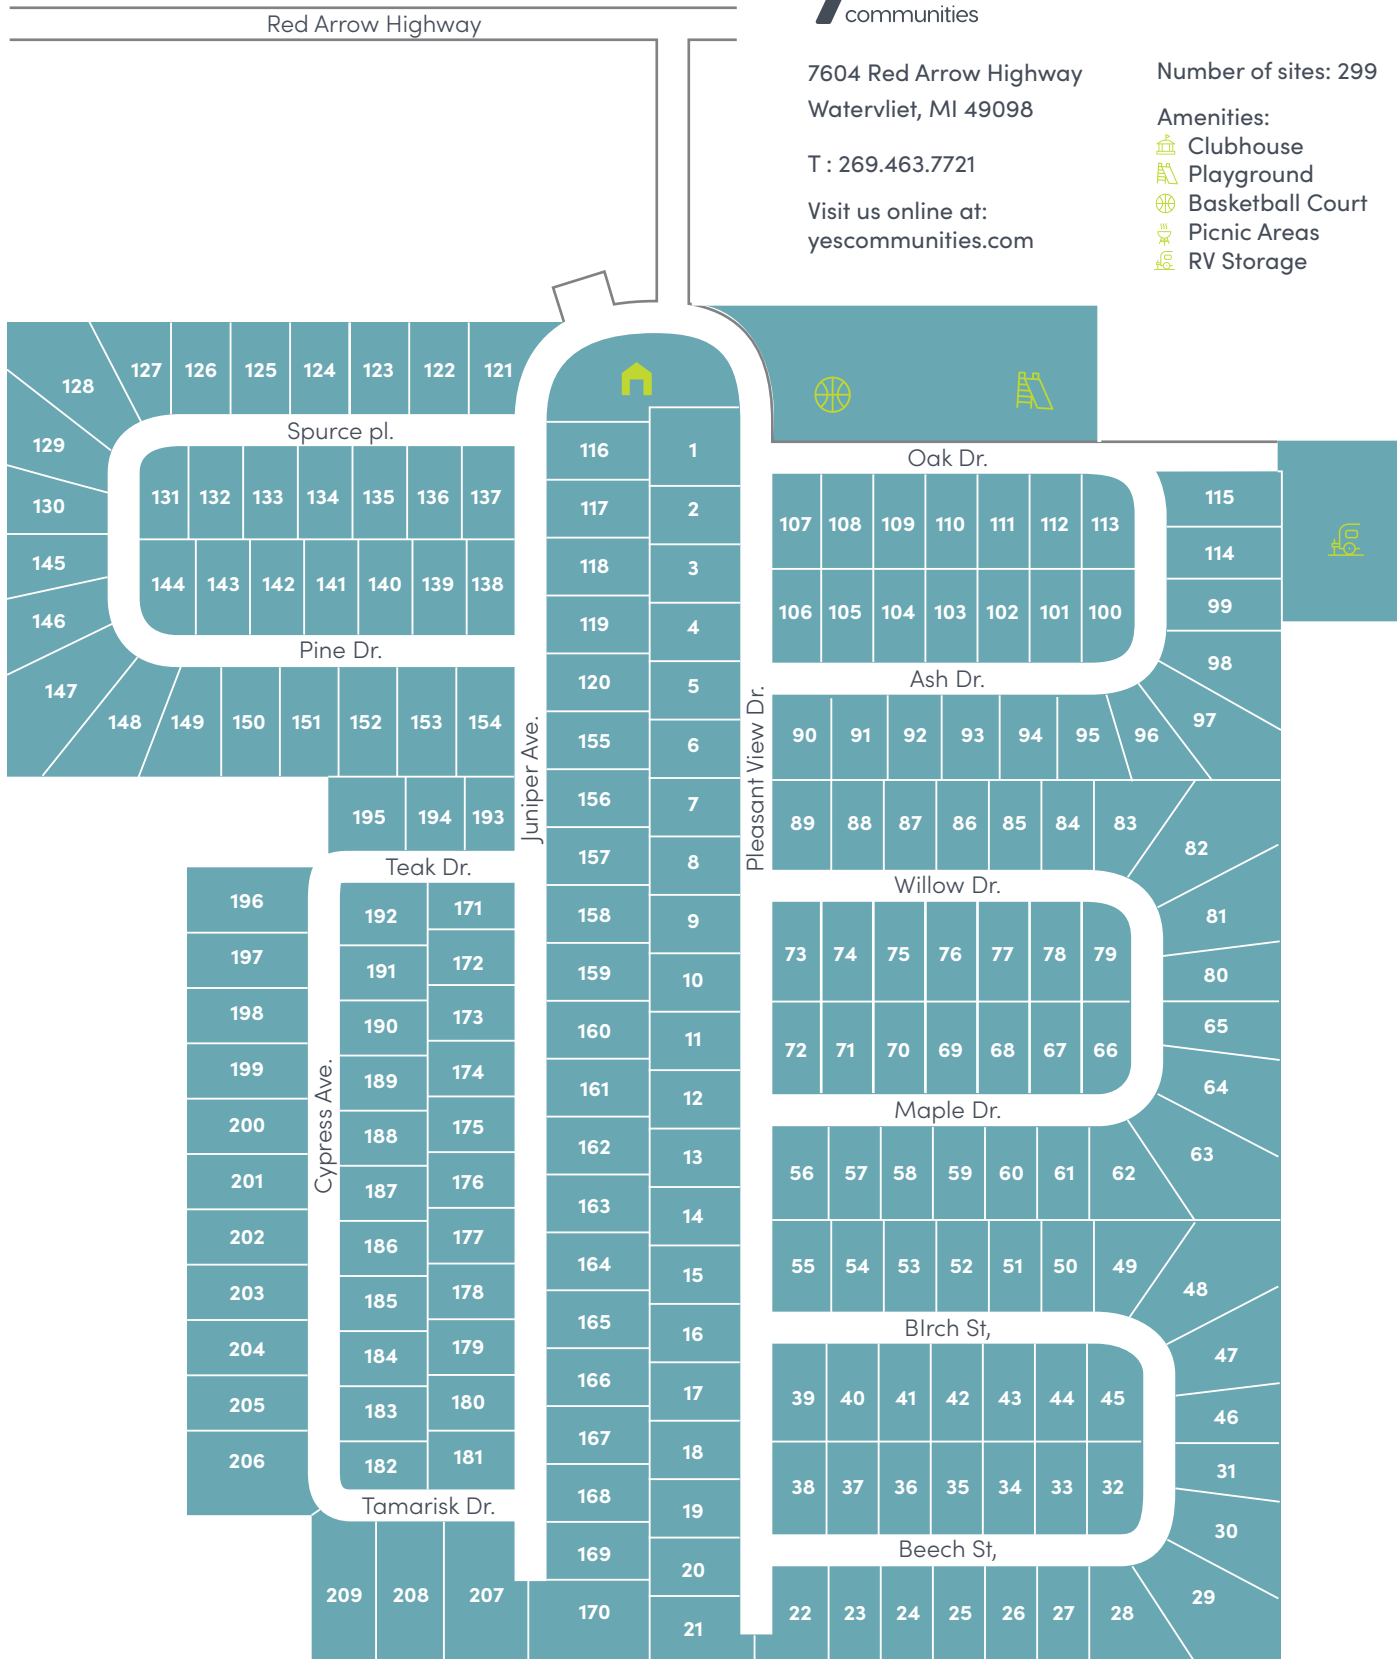 Red Arrow Highway
communities
7604 Red Arrow Highway
Watervliet, MI 49098
T : 269.463.7721
Visit us online at:
yescommunities.com
Number of sites: 299
Amenities:
Clubhouse
Playground
Basketball Court
Picnic Areas
RV Storage
128 127 126 125 124 123 122 121
129
Spurce pl.
130
131 132 133 134 135 136 137
145
144 143 142 141 140 139 138
146
Pine Dr.
147
148 149 150 151 152 153 154
195 194 193
Teak Dr.
Juniper Ave.
196
197
198
199
200
201
202
203
204
205
206
Cypress Ave.
192
191
190
189
188
187
186
185
184
183
182
171
172
173
174
175
176
177
178
179
180
181
Tamarisk Dr.
209 208 207
116
117
118
119
120
155
156
157
158
159
160
161
162
163
164
165
166
167
168
169
170
1
2
3
4
5
6
7
8
9
10
11
12
13
14
15
16
17
18
19
20
21
Pleasant View Dr.
Oak Dr.
107 108 109 110 111 112 113
106 105 104 103 102 101 100
115
114
99
98
97
Ash Dr.
90 91 92 93 94 95 96
89 88 87 86 85 84 83
82
Willow Dr.
81
73 74 75 76 77 78 79
80
72 71 70 69 68 67 66
65
64
Maple Dr.
63
56 57 58 59 60 61 62
55 54 53 52 51 50 49
48
BIrch St,
47
39 40 41 42 43 44 45
46
38 37 36 35 34 33 32
31
30
Beech St,
29
22 23 24 25 26 27 28